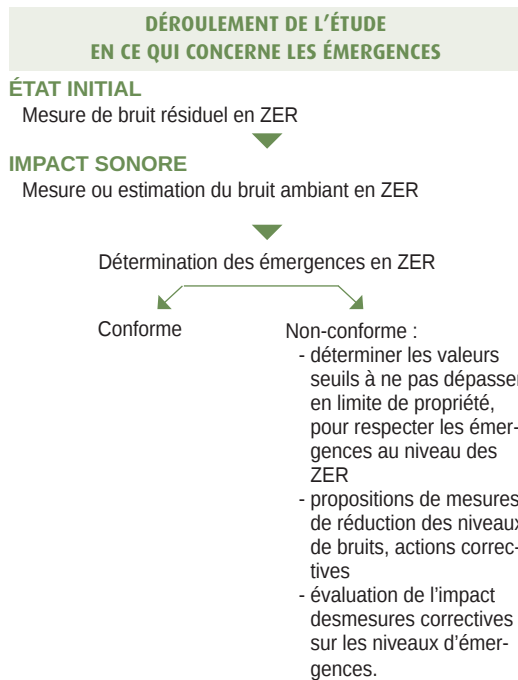 DÉROULEMENT DE L'ÉTUDE
EN CE QUI CONCERNE LES ÉMERGENCES
ÉTAT INITIAL
Mesure de bruit résiduel en ZER
IMPACT SONORE
Mesure ou estimation du bruit ambiant en ZER
Détermination des émergences en ZER
Conforme
Non-conforme :
- déterminer les valeurs
seuils à ne pas dépasser
en limite de propriété,
pour respecter les émer-
gences au niveau des
ZER
- propositions de mesures
de réduction des niveaux
de bruits, actions correc-
tives
- évaluation de l'impact
desmesures correctives
sur les niveaux d'émer-
gences.